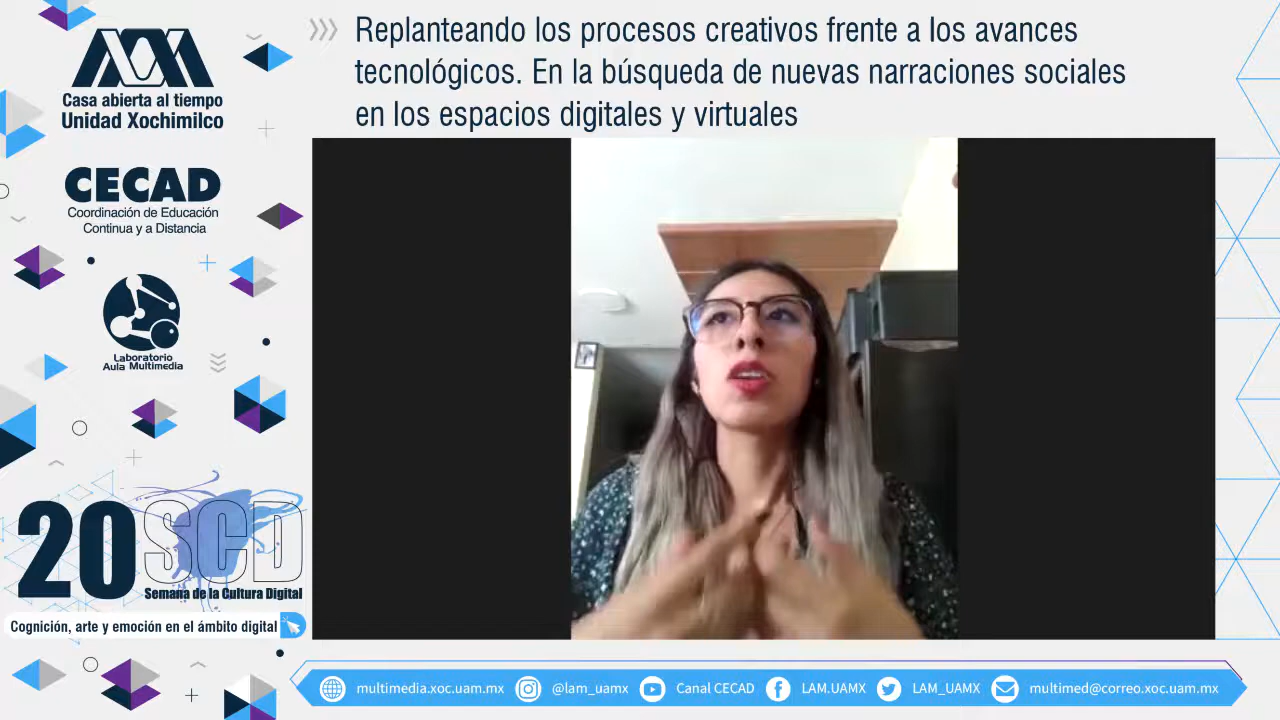 Replanteando los procesos creativos frente a los avances
tecnológicos. En la búsqueda de nuevas narraciones sociales
en los espacios digitales y virtuales
Casa abierta al tiempo
Unidad Xochimilco
CECAD
Coordinación de Educación
Continua y a Distancia
Laboratorio
Aula Multimedia
20 SCD
Semana de la Cultura Digital
Cognición, arte y emoción en el ámbito digital
multimedia.xoc.uam.mx @lam_uamx Canal CECAD LAM.UAMX LAM_UAMX multimed@correo.xoc.uam.mx